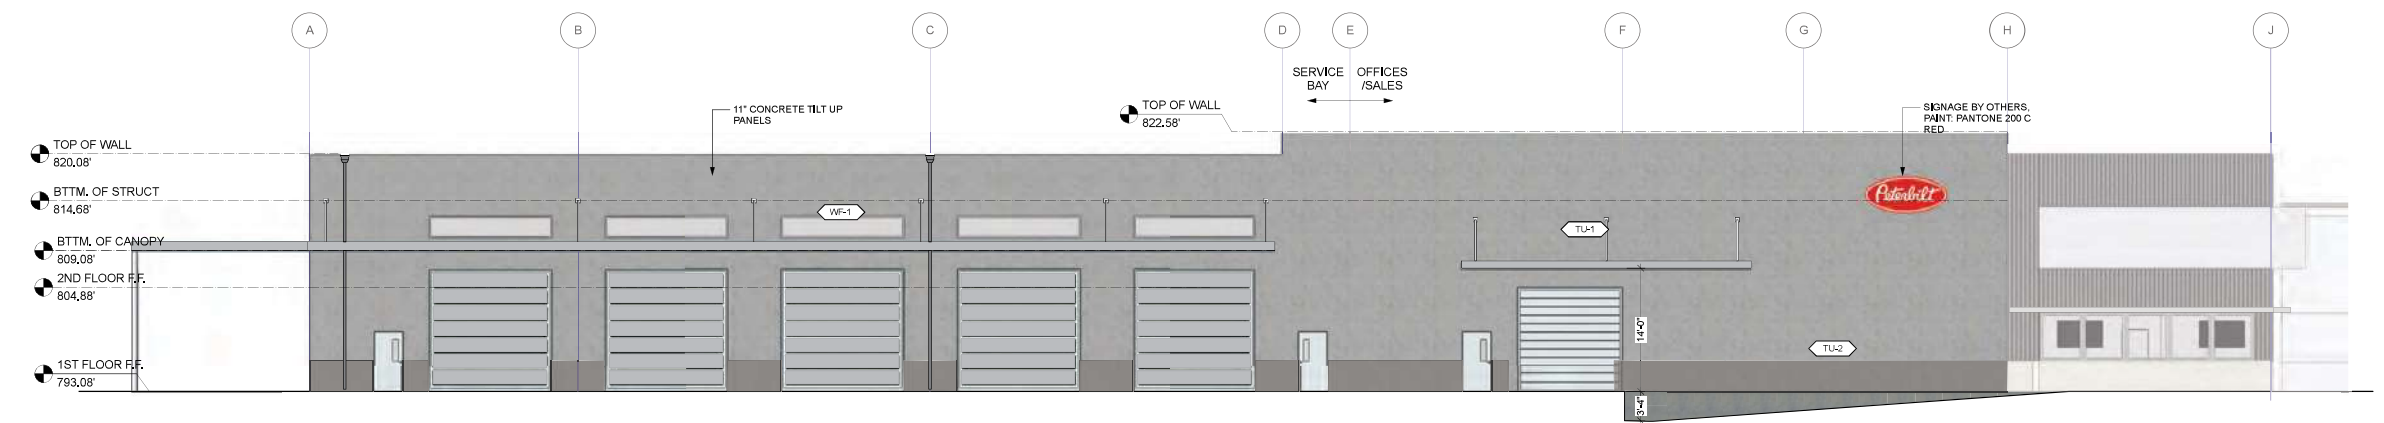 A
B
C
D
E
F
G
H
J
SERVICE
BAY
OFFICES
/SALES
11" CONCRETE TILT UP
PANELS
TOP OF WALL
822.58'
SIGNAGE BY OTHERS,
PAINT: PANTONE 200 C
RED
TOP OF WALL
820.08'
BTTM. OF STRUCT
814.68'
Peterbilt
WF-1
TU-1
BTTM. OF CANOPY
809.08'
2ND FLOOR F.F.
804.88'
14'-0"
TU-2
1ST FLOOR F.F.
793.08'
3'-4"